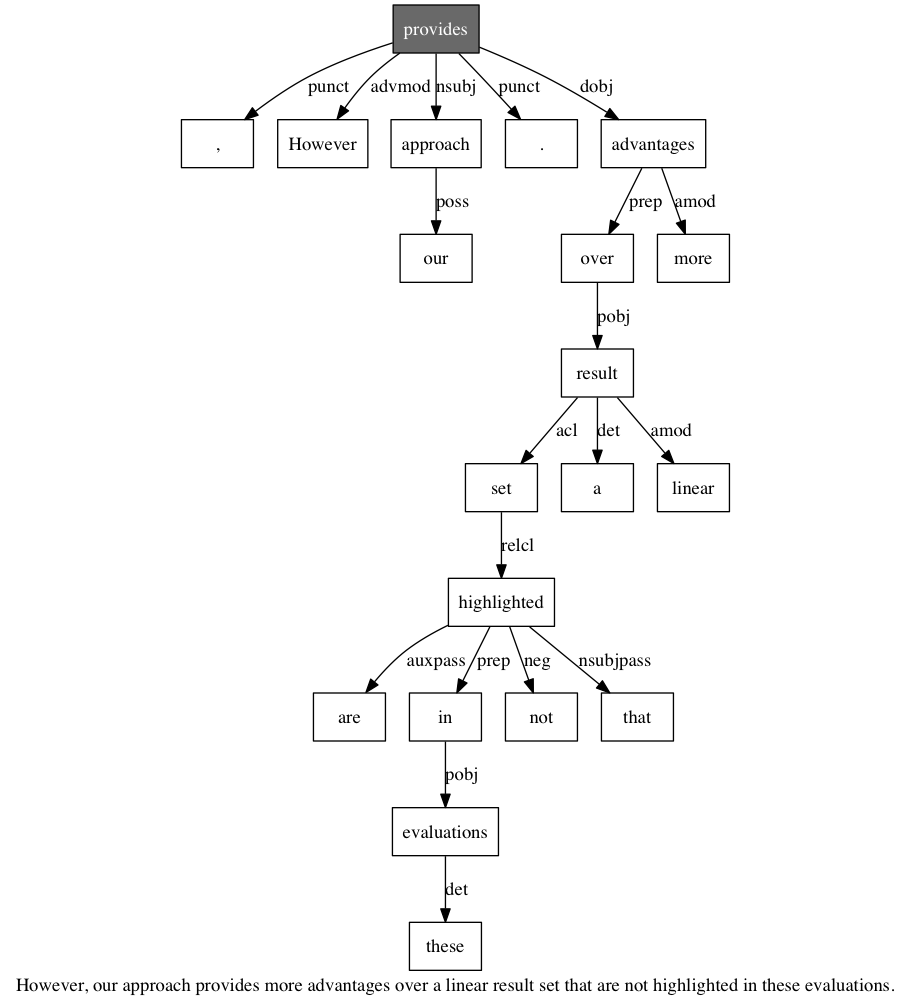 provides
punct advmod nsubj punct dobj
, However approach . advantages
poss prep amod
our over more
pobj
result
acl det amod
set a linear
relcl
highlighted
auxpass prep neg nsubjpass
are in not that
pobj
evaluations
det
these
However, our approach provides more advantages over a linear result set that are not highlighted in these evaluations.